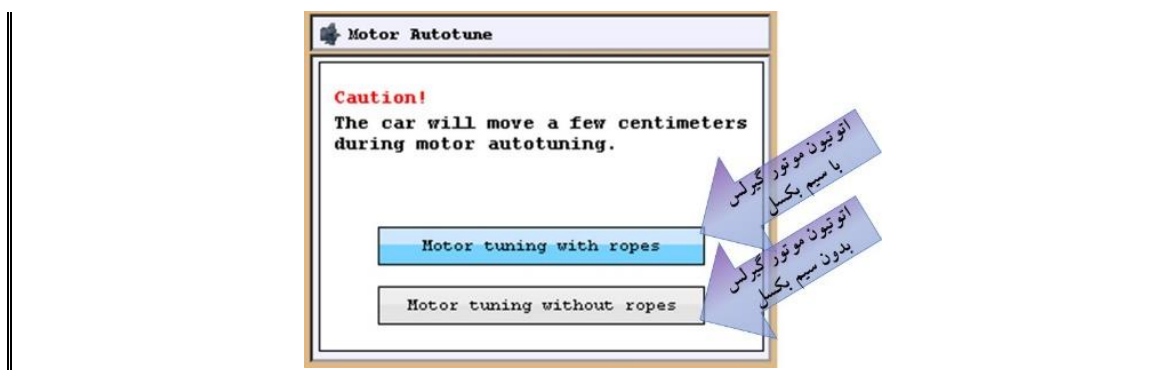 Motor Autotune
Caution!
The car will move a few centimeters
during motor autotuning.
اتوتیون موتور گیرلس
با سیم بکسل
Motor tuning with ropes
اتوتیون موتور گیرلس
بدون سیم بکسل
Motor tuning without ropes